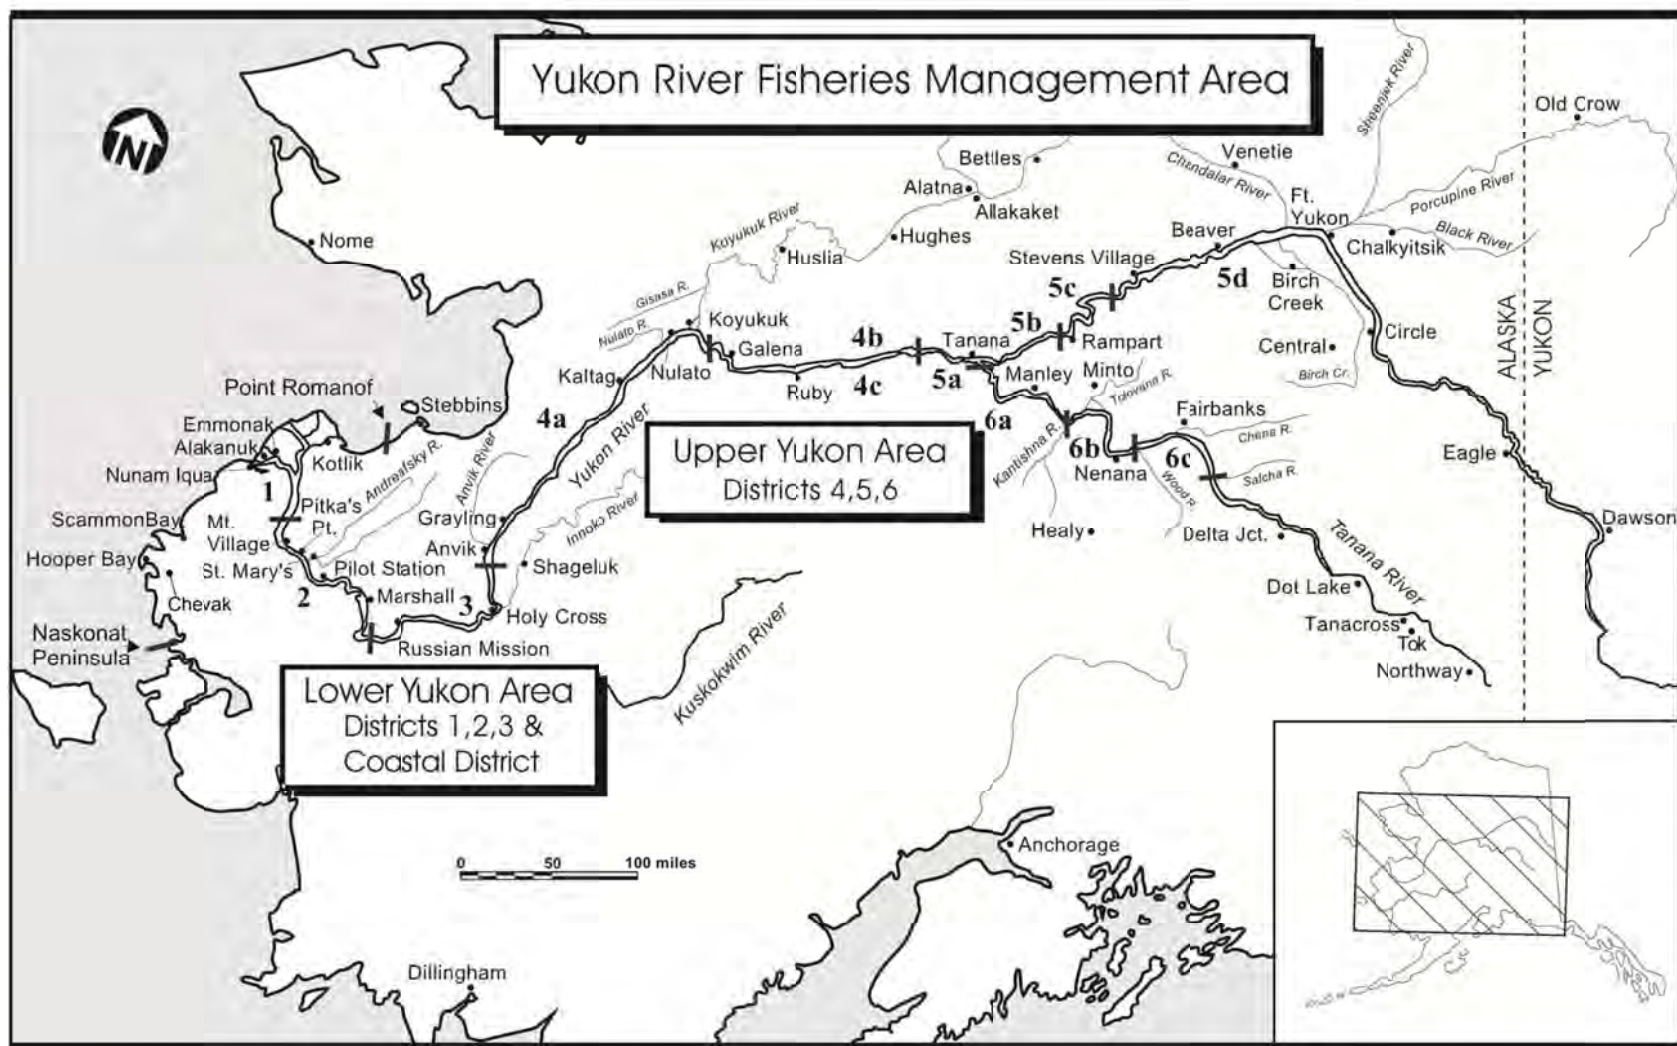 Yukon River Fisheries Management Area
N
Old Crow
Sheenjek River
Venetie
Chandalar River
Bettles
Alatna
Allakaket
Ft.
Yukon
Porcupine River
Black River
Chalkyitsik
Koyukuk River
Hughes
Huslia
Nome
Beaver
Stevens Village
5d
Birch
Creek
5c
Gisasa R.
Nulato R.
Koyukuk
Galena
4b
Tanana
5b
Rampart
Circle
Central
Birch Cr.
ALASKA
YUKON
Minto
Tolovana R.
Manley
Kaltag
Nulato
Ruby
4c
5a
6a
Point Romanof
Stebbins
4a
Yukon River
Fairbanks
Chena R.
Emmonak
Alakanuk
Nunam Iqua
Kotlik
Andreafsky R.
Anvik River
Upper Yukon Area
Districts 4,5,6
Kantishna R.
6b
Nenana
6c
Wood R.
Salcha R.
Eagle
1
Pitka's
Pt.
Scammon Bay
Mt.
Village
Grayling
Innoko River
Hooper Bay
Anvik
Shageluk
Healy
Delta Jct.
Tanana River
Dawson
St. Mary's
Pilot Station
2
Chevak
Marshall
3
Holy Cross
Dot Lake
Tanacross
Tok
Northway
Naskonat
Peninsula
Russian Mission
Kuskokwim River
Lower Yukon Area
Districts 1,2,3 &
Coastal District
0 50 100 miles
Anchorage
Dillingham